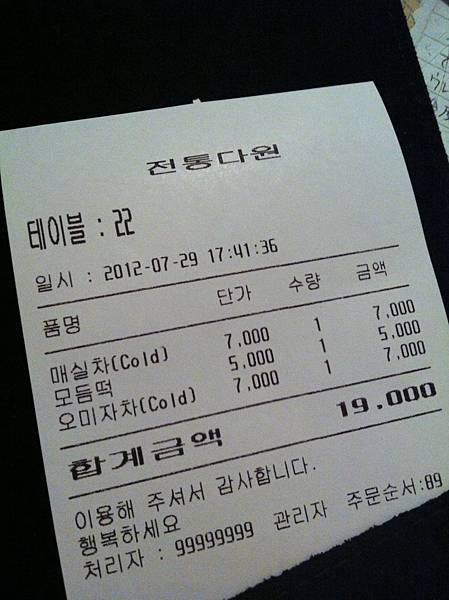 전통다원
테이블 : 22
일시 : 2012-07-29 17:41:36
품명 단가 수량 금액
매실차(Cold) 7,000 1 7,000
모듬떡 5,000 1 5,000
오미자차(Cold) 7,000 1 7,000
합계금액 19,000
이용해 주셔서 감사합니다.
행복하세요
처리자 : 99999999 관리자 주문순서:89